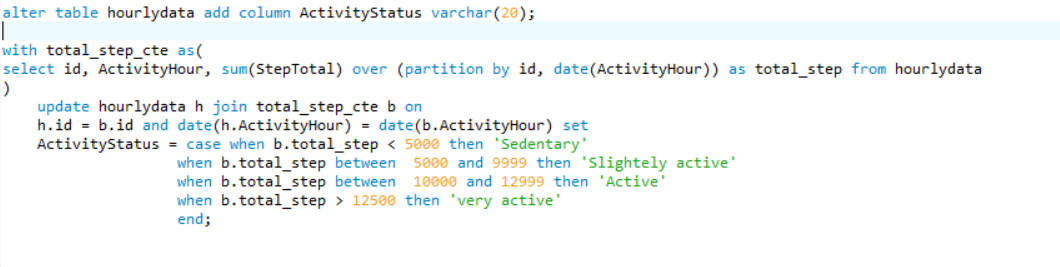 alter table hourlydata add column ActivityStatus varchar(20);
with total_step_cte as(
select id, ActivityHour, sum(StepTotal) over (partition by id, date(ActivityHour)) as total_step from hourlydata
)
update hourlydata h join total_step_cte b on
h.id = b.id and date(h.ActivityHour) = date(b.ActivityHour) set
ActivityStatus = case when b.total_step < 5000 then 'Sedentary'
when b.total_step between  5000 and 9999 then 'Slightely active'
when b.total_step between  10000 and 12999 then 'Active'
when b.total_step > 12500 then 'very active'
end;